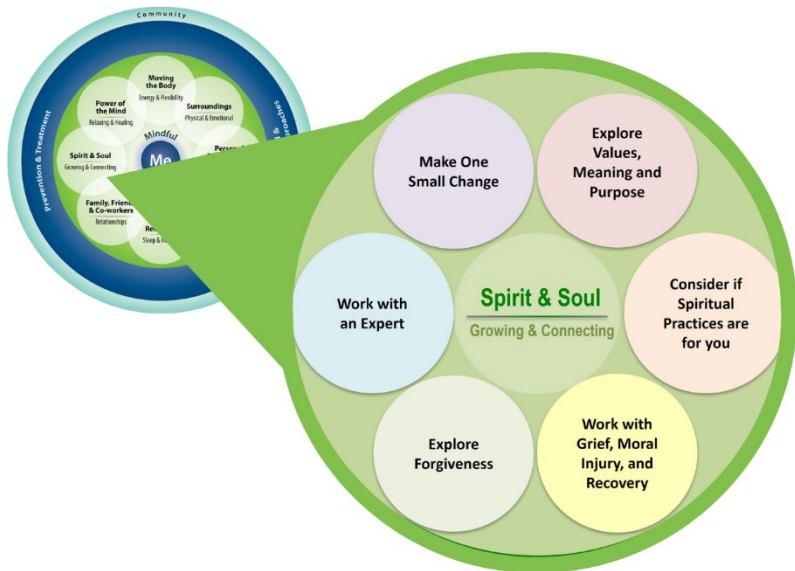 Community
Prevention & Treatment
Moving
the Body
Energy & Flexibility
Power of
the Mind
Relaxing & Healing
Surroundings
Physical & Emotional
Mindful
Me
Spirit & Soul
Growing & Connecting
Family, Friend
& Co-workers
Relationships
Sleep &
Make One
Small Change
Explore
Values,
Meaning and
Purpose
Work with
an Expert
Spirit & Soul
Growing & Connecting
Consider if
Spiritual
Practices are
for you
Explore
Forgiveness
Work with
Grief, Moral
Injury, and
Recovery